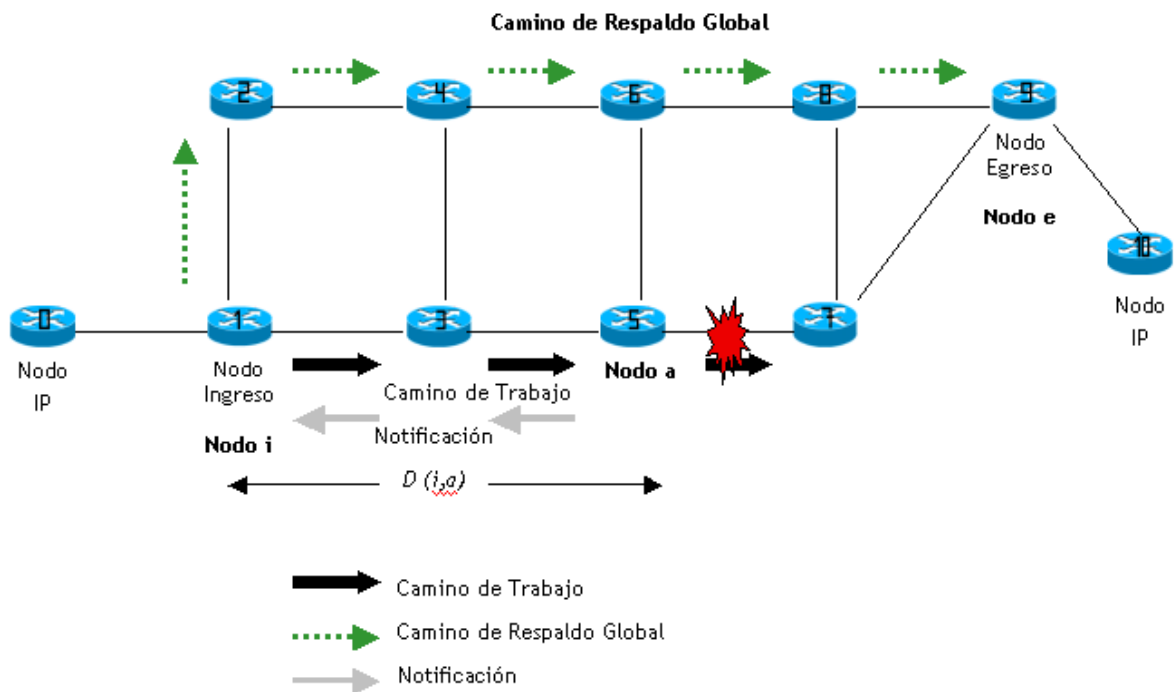 Camino de Respaldo Global
2
4
6
8
9
Nodo
Egreso
Nodo e
10
Nodo
IP
0
Nodo
IP
1
Nodo
Ingreso
Nodo i
3
5
Nodo a
7
Camino de Trabajo
Notificación
D (i,a)
Camino de Trabajo
Camino de Respaldo Global
Notificación